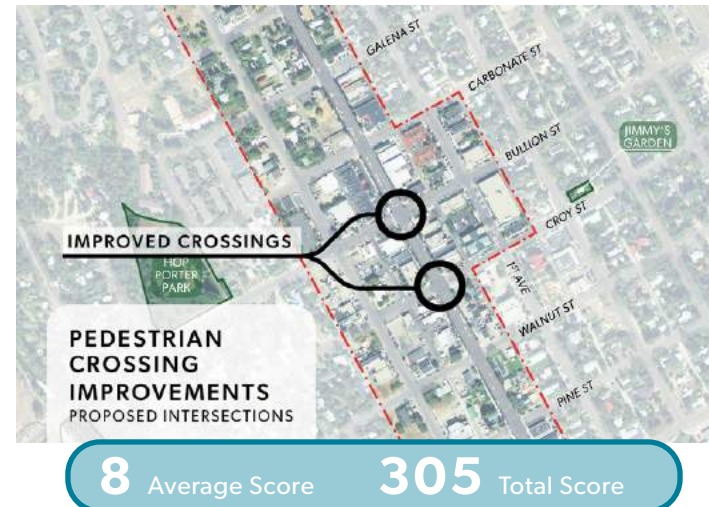 GALENA ST
CARBONATE ST
BULLION ST
JIMMY'S
GARDEN
CROY ST
IMPROVED CROSSINGS
HOP
PORTER
PARK
1ST AVE
WALNUT ST
PEDESTRIAN
CROSSING
IMPROVEMENTS
PROPOSED INTERSECTIONS
PINE ST
8 Average Score 305 Total Score